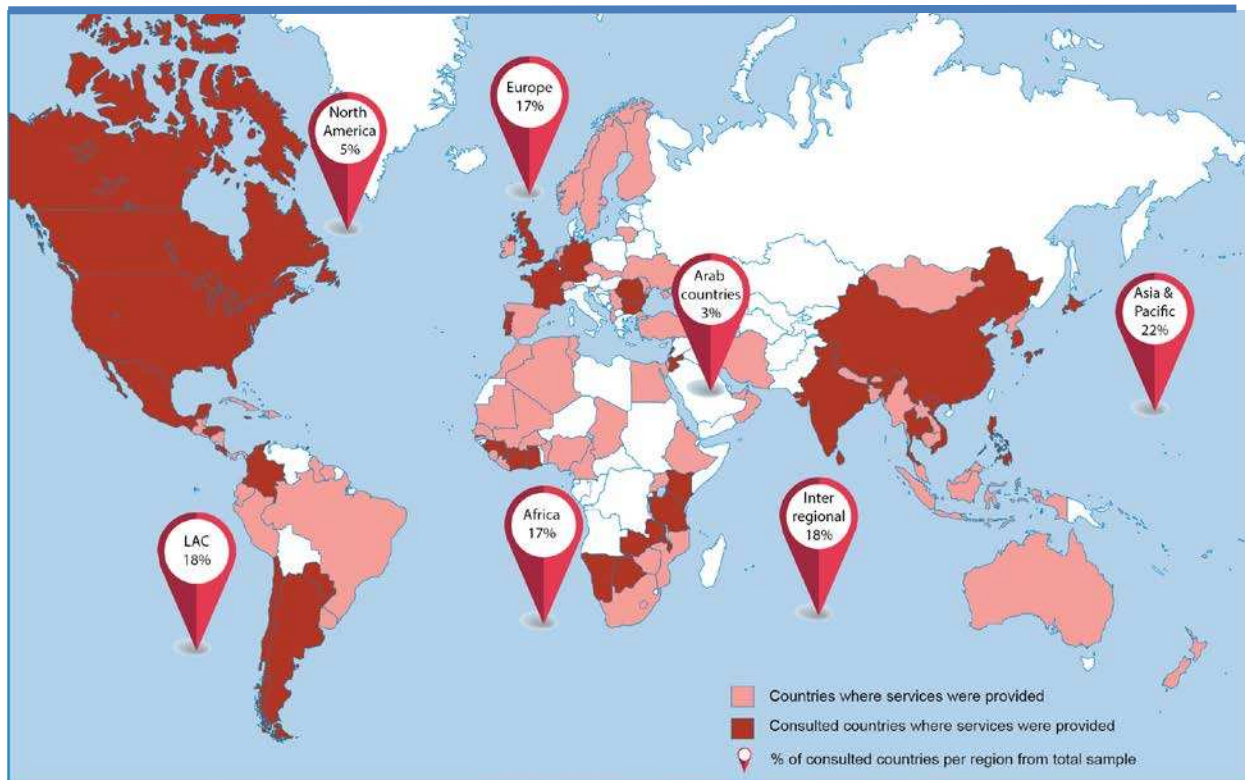 North
America
5%
Europe
17%
Arab
countries
3%
Asia &
Pacific
22%
LAC
18%
Africa
17%
Inter
regional
18%
Countries where services were provided
Consulted countries where services were provided
% of consulted countries per region from total sample